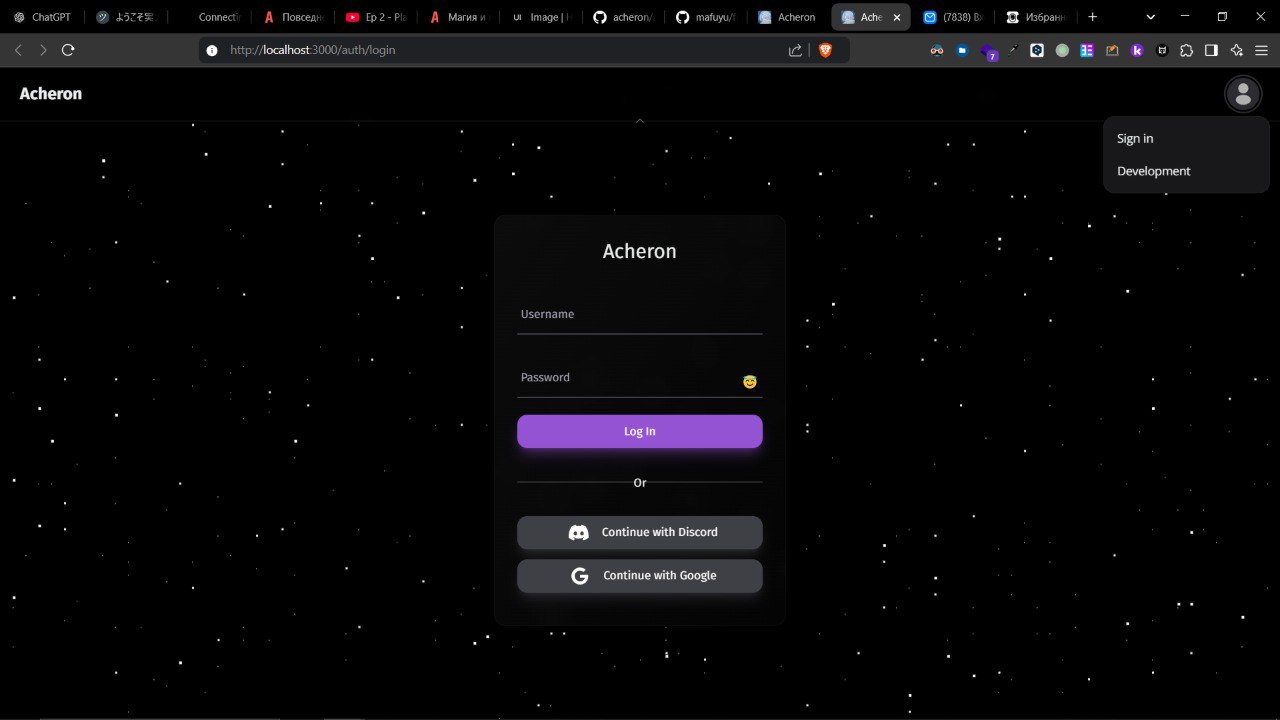 ChatGPT
ようこそ実
Connecti
Повседн
Ep 2 - Pla
Магия и
Image | H
acheron/
mafuyu/f
Acheron
Ache
(7838) Вх
Избранн
http://localhost:3000/auth/login
7
Acheron
Sign in
Development
Acheron
Username
Password
Log In
Or
Continue with Discord
Continue with Google